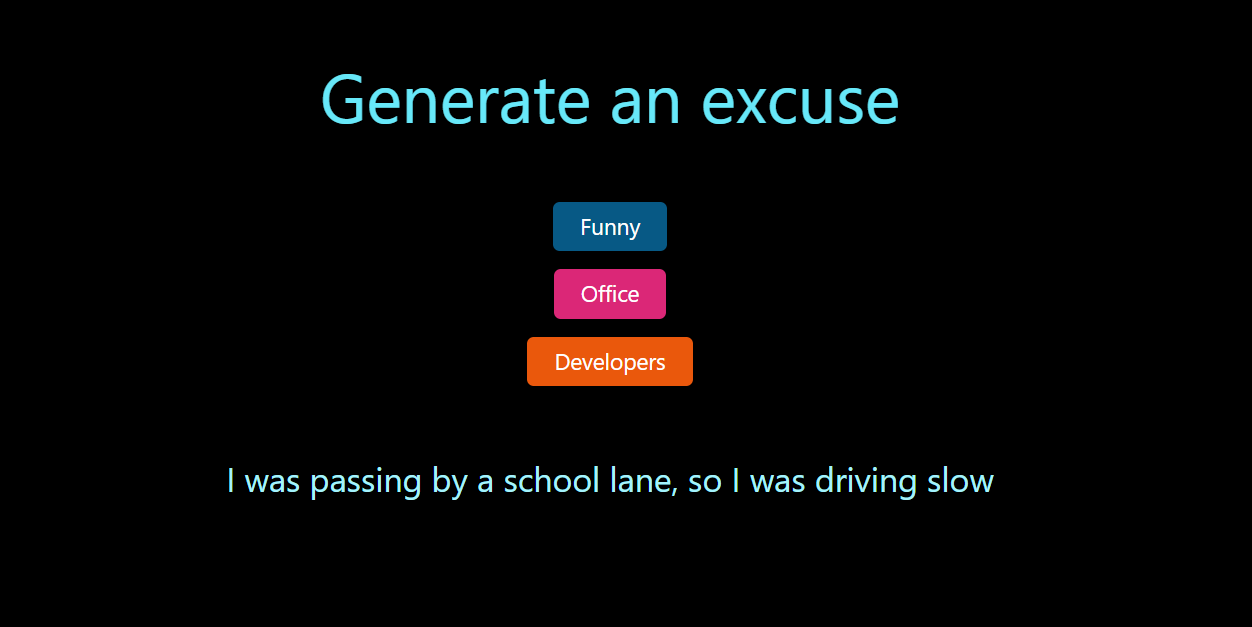 Generate an excuse
Funny
Office
Developers
I was passing by a school lane, so I was driving slow